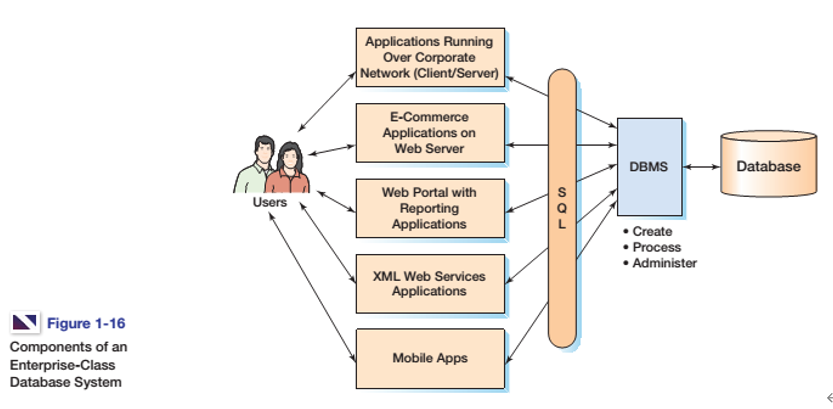 Applications Running
Over Corporate
Network (Client/Server)
E-Commerce
Applications on
Web Server
Web Portal with
Reporting
Applications
XML Web Services
Applications
Mobile Apps
Users
S
Q
L
DBMS
• Create
• Process
• Administer
Database
Figure 1-16
Components of an
Enterprise-Class
Database System